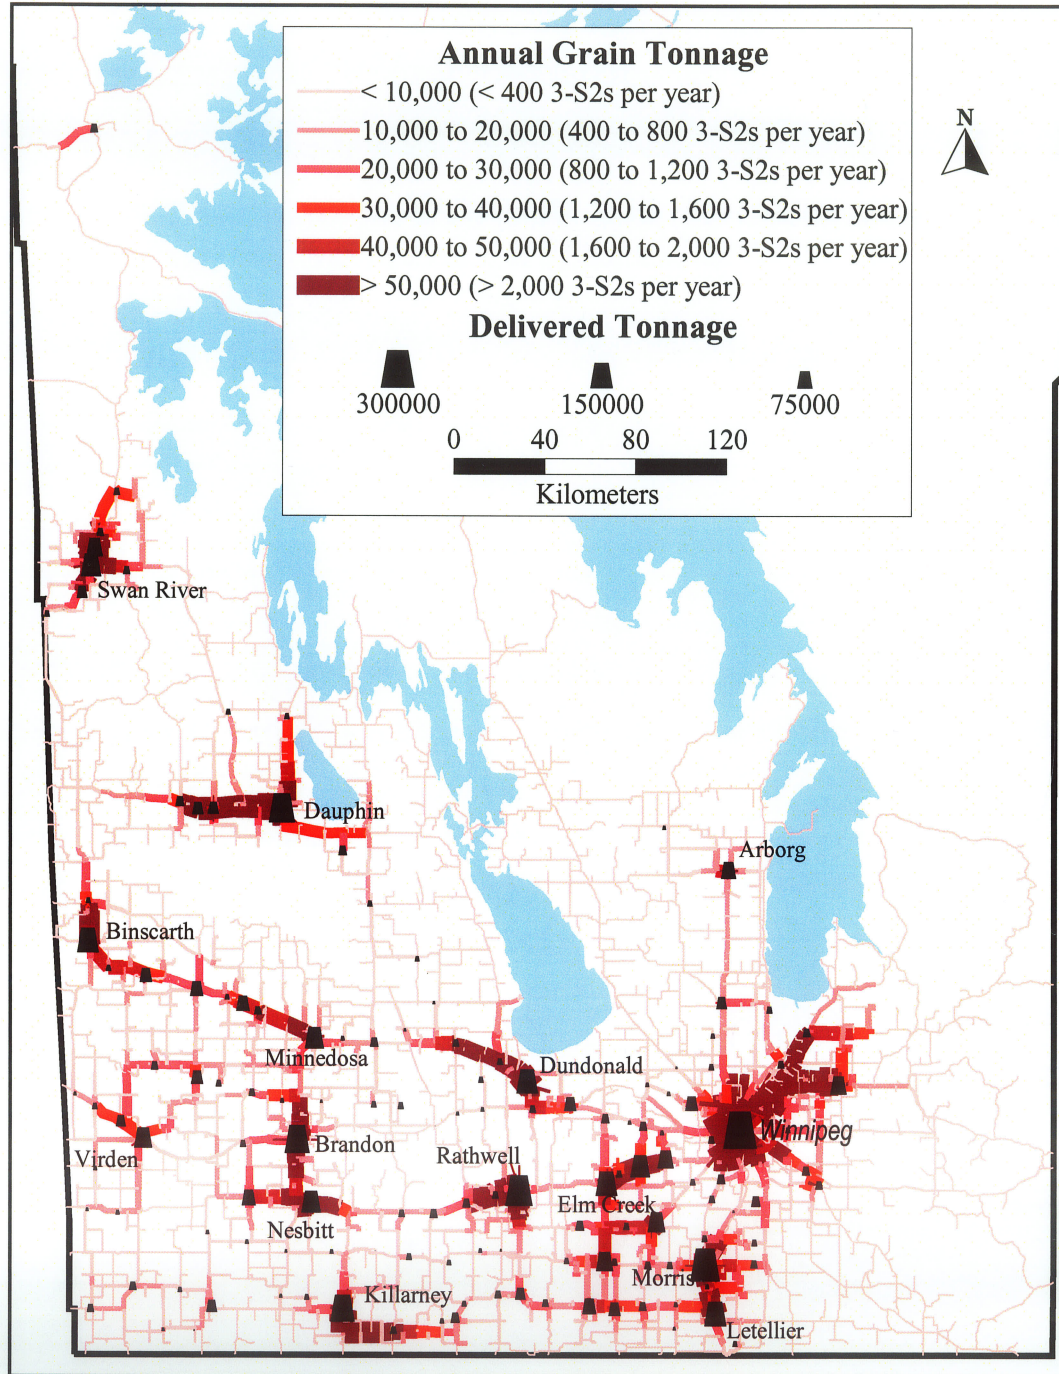 Annual Grain Tonnage
< 10,000 (< 400 3-S2s per year)
10,000 to 20,000 (400 to 800 3-S2s per year)
20,000 to 30,000 (800 to 1,200 3-S2s per year)
30,000 to 40,000 (1,200 to 1,600 3-S2s per year)
40,000 to 50,000 (1,600 to 2,000 3-S2s per year)
> 50,000 (> 2,000 3-S2s per year)
Delivered Tonnage
300000 150000 75000
0 40 80 120
Kilometers
N
Swan River
Dauphin
Arborg
Binscarth
Minnedosa
Dundonald
Winnipeg
Brandon
Virden
Rathwell
Elm Creek
Nesbitt
Morris
Killarney
Letellier